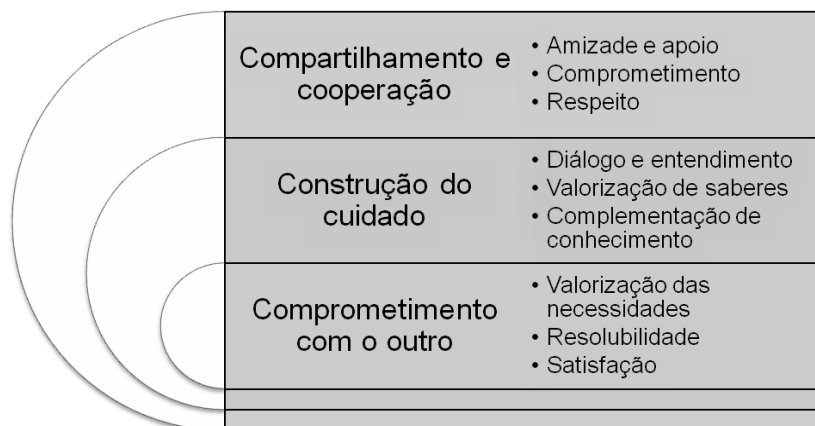 Compartilhamento e
cooperação
• Amizade e apoio
• Comprometimento
• Respeito
Construção do
cuidado
• Diálogo e entendimento
• Valorização de saberes
• Complementação de
conhecimento
Comprometimento
com o outro
• Valorização das
necessidades
• Resolubilidade
• Satisfação